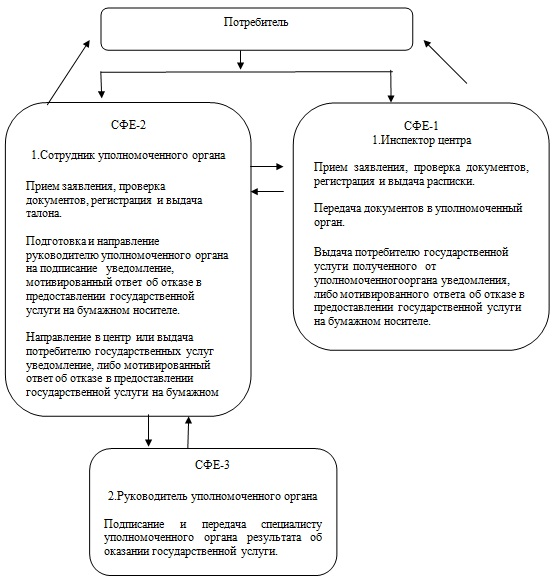 Потребитель
СФЕ-2
1.Сотрудник уполномоченного органа
Прием заявления, проверка
документов, регистрация и выдача
талона.
Подготовка и направление
руководителю уполномоченного органа
на подписание уведомление,
мотивированный ответ об отказе в
предоставлении государственной
услуги на бумажном носителе.
Направление в центр или выдача
потребителю государственных услуг
уведомление, либо мотивированный
ответ об отказе в предоставлении
государственной услуги на бумажном
СФЕ-1
1.Инспектор центра
Прием заявления, проверка документов,
регистрация и выдача расписки.
Передача документов в уполномоченный
орган.
Выдача потребителю государственной
услуги полученного от
уполномоченногооргана уведомления,
либо мотивированного ответа об отказе в
предоставлении государственной услуги
на бумажном носителе.
СФЕ-3
2.Руководитель уполномоченного органа
Подписание и передача специалисту
уполномоченного органа результата об
оказании государственной услуги.